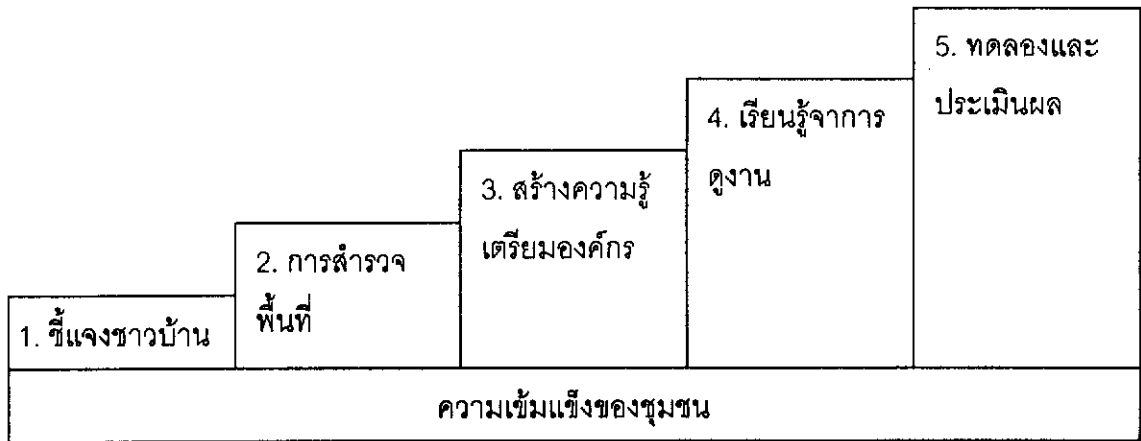 1. ชี้แจงชาวบ้าน
2. การสำรวจ
พื้นที่
3. สร้างความรู้
เตรียมองค์กร
4. เรียนรู้จาการ
ดูงาน
5. ทดลองและ
ประเมินผล
ความเข้มแข็งของชุมชน